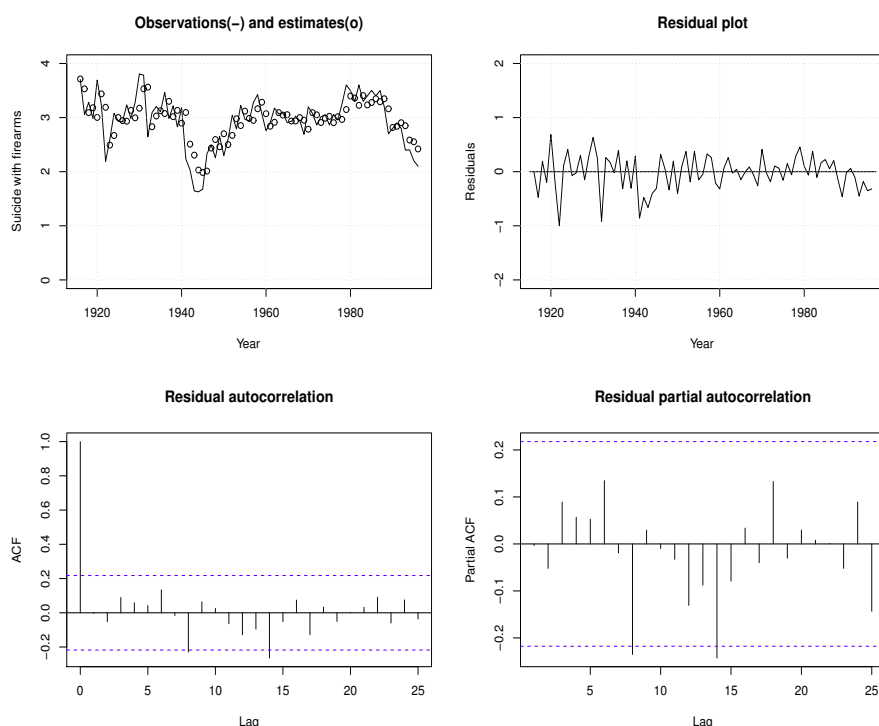 Observations(−) and estimates(o)
Suicide with firearms
4
3
2
1
0
1920 1940 1960 1980
Year
Residual plot
Residuals
2
1
0
−1
−2
1920 1940 1960 1980
Year
Residual autocorrelation
ACF
1.0
0.8
0.6
0.4
0.2
0.0
−0.2
0 5 10 15 20 25
Lag
Residual partial autocorrelation
Partial ACF
0.2
0.1
0.0
−0.1
−0.2
5 10 15 20 25
Lag